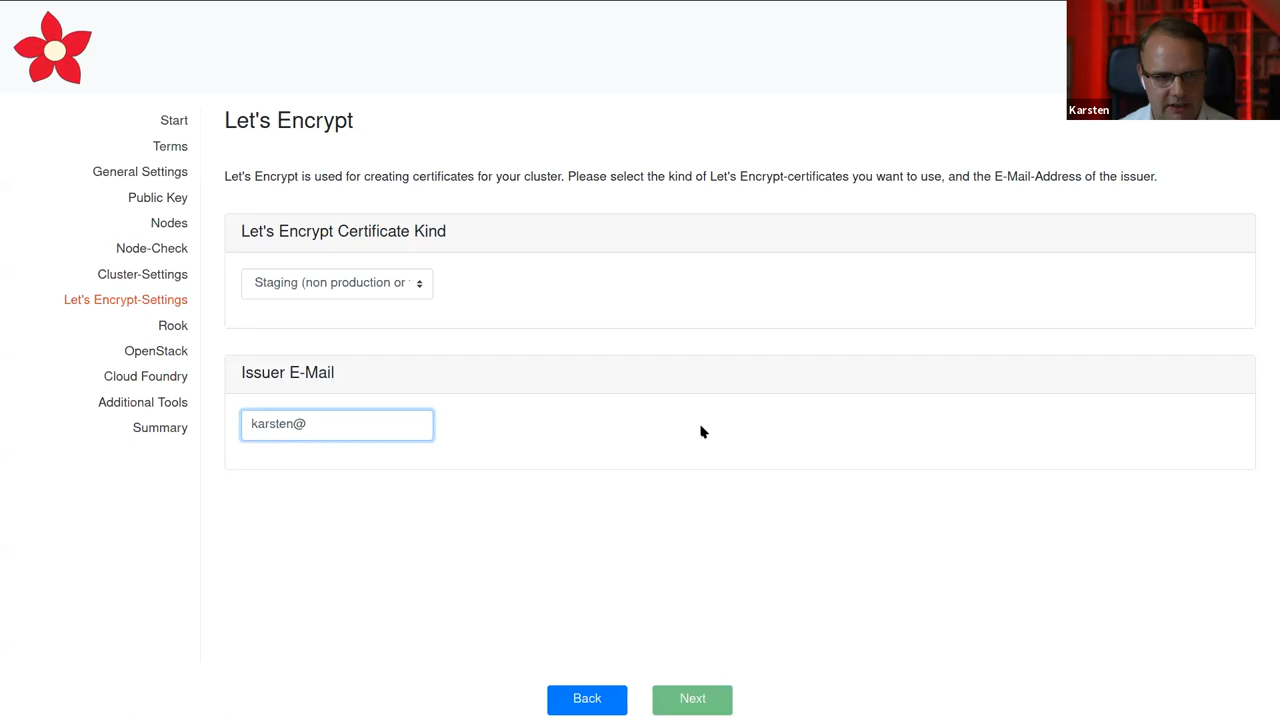 Karsten
Start
Terms
General Settings
Public Key
Nodes
Node-Check
Cluster-Settings
Let's Encrypt-Settings
Rook
OpenStack
Cloud Foundry
Additional Tools
Summary
Let's Encrypt
Let's Encrypt is used for creating certificates for your cluster. Please select the kind of Let's Encrypt-certificates you want to use, and the E-Mail-Address of the issuer.
Let's Encrypt Certificate Kind
Staging (non production or
Issuer E-Mail
karsten@
Back
Next